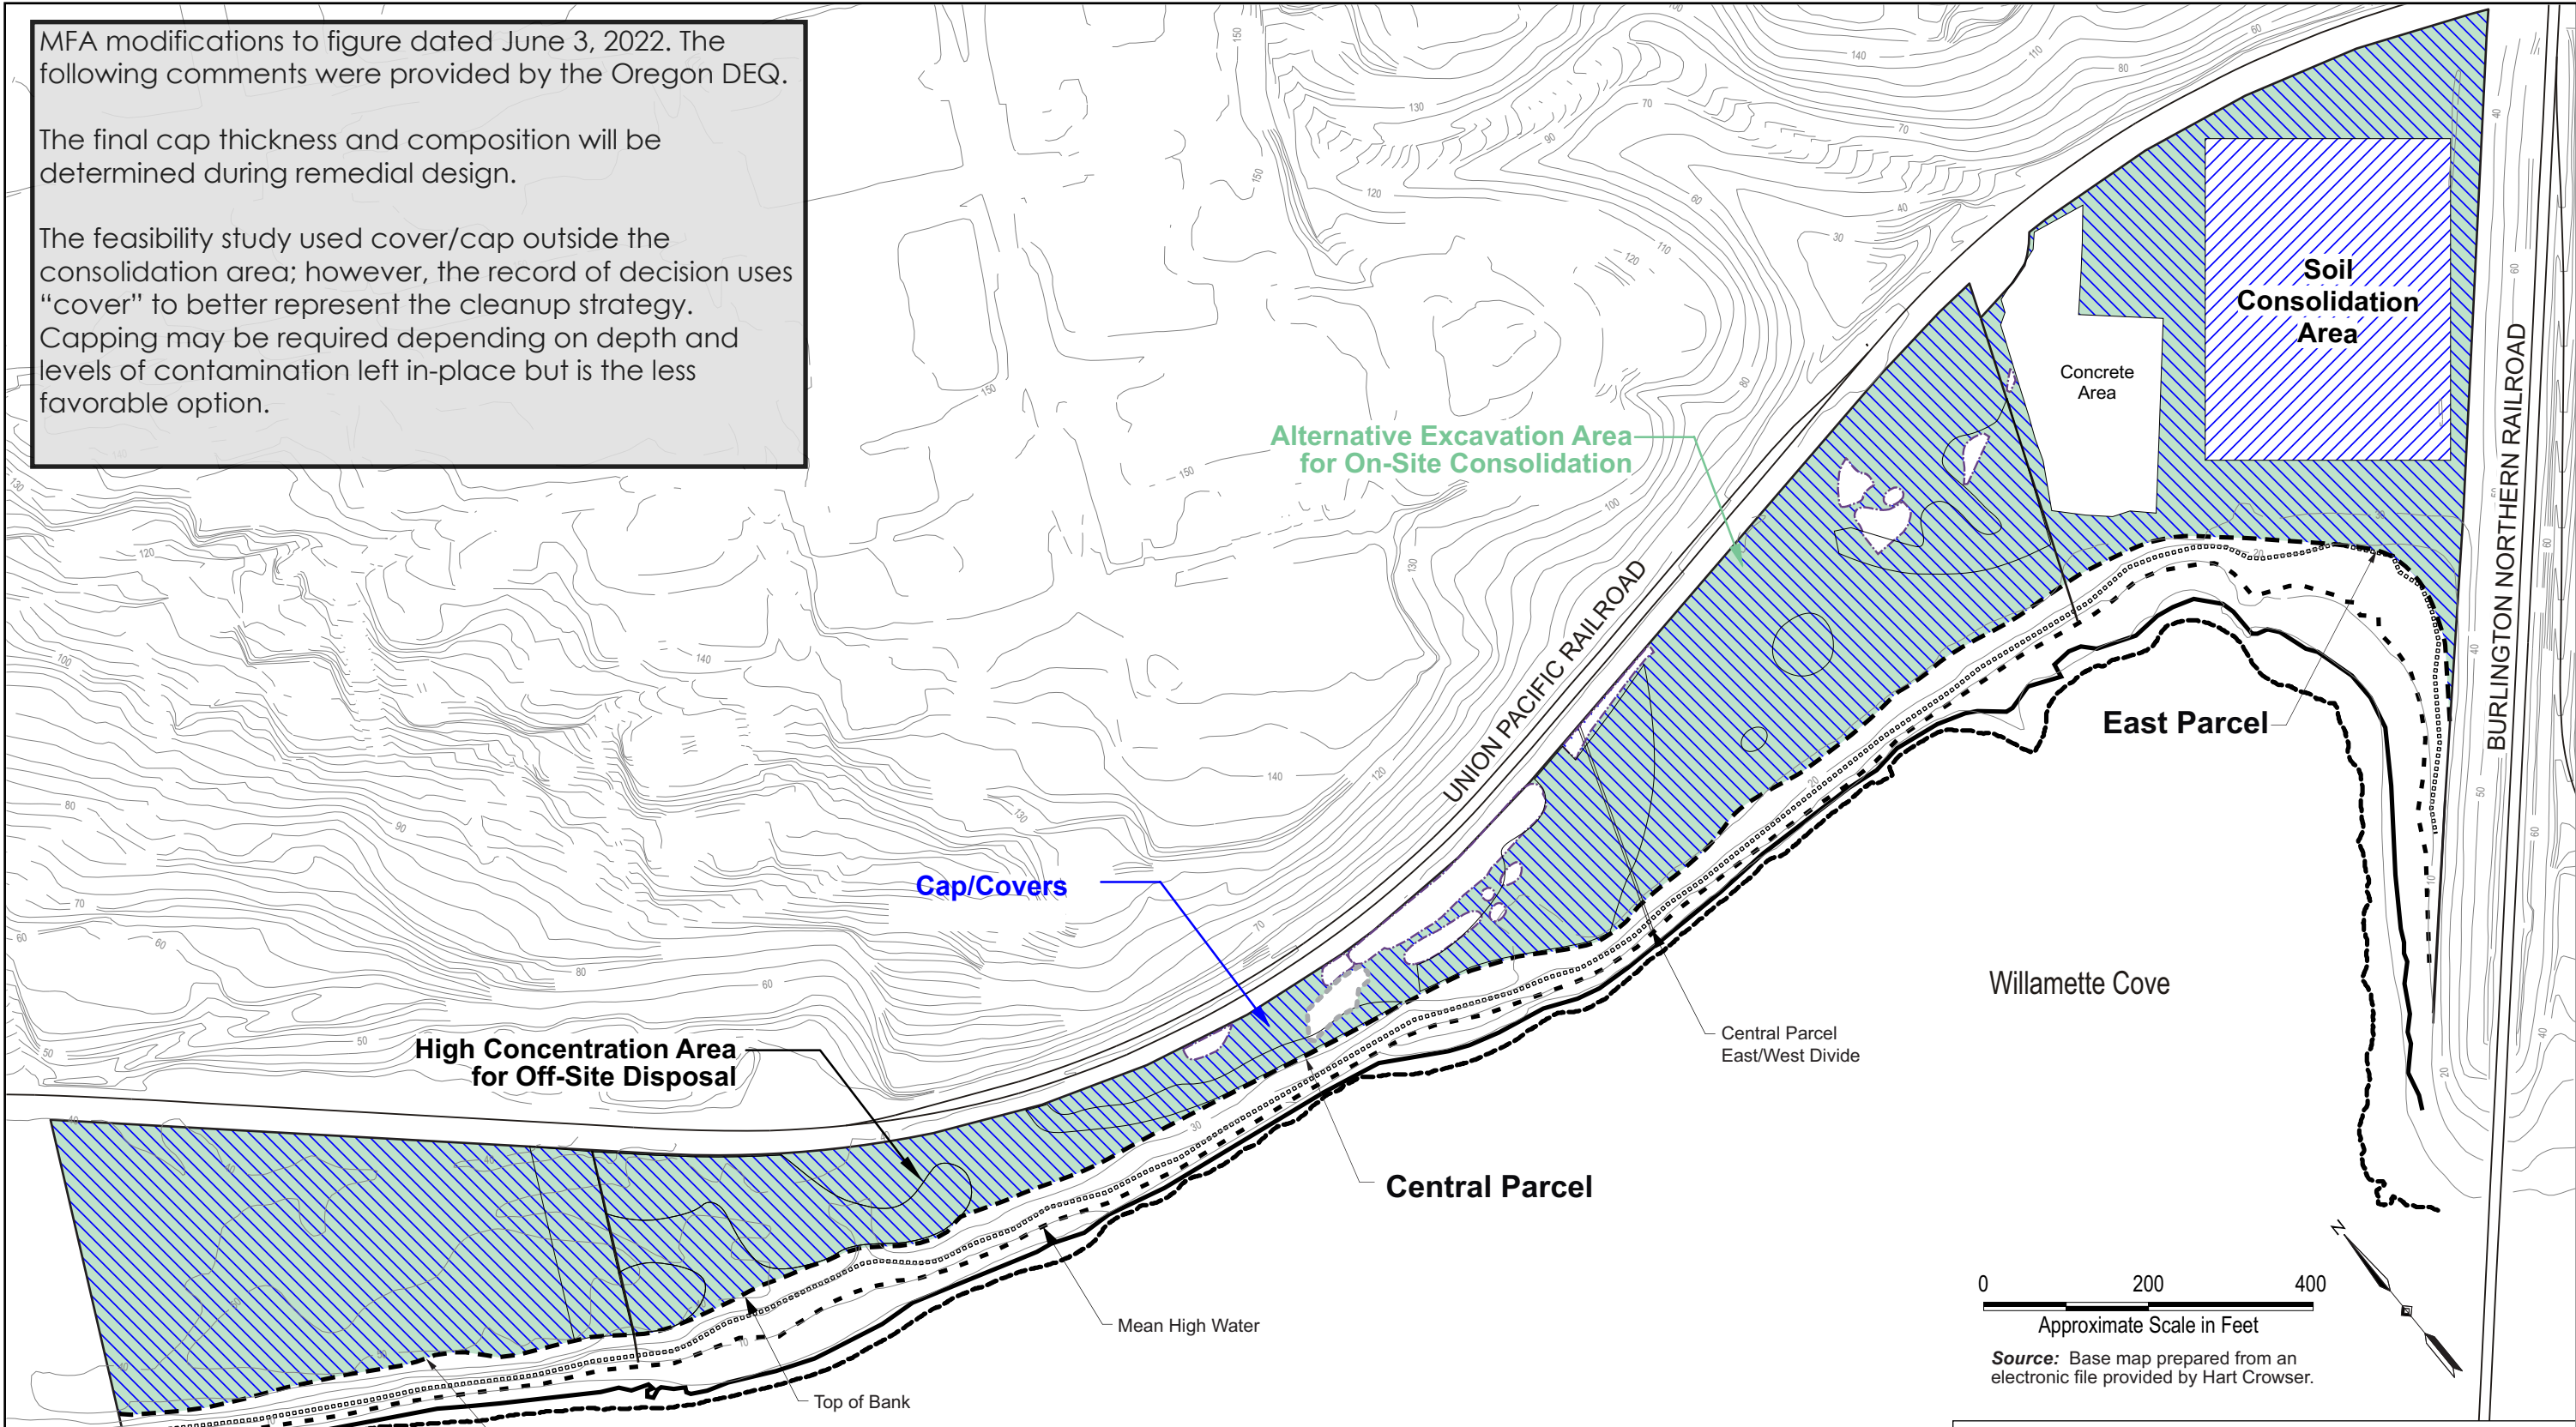 MFA modifications to figure dated June 3, 2022. The
following comments were provided by the Oregon DEQ.
The final cap thickness and composition will be
determined during remedial design.
The feasibility study used cover/cap outside the
consolidation area; however, the record of decision uses
“cover” to better represent the cleanup strategy.
Capping may be required depending on depth and
levels of contamination left in-place but is the less
favorable option.
Soil
Consolidation
Area
Concrete
Area
BURLINGTON NORTHERN RAILROAD
Alternative Excavation Area
for On-Site Consolidation
UNION PACIFIC RAILROAD
East Parcel
Cap/Covers
Willamette Cove
Central Parcel
East/West Divide
High Concentration Area
for Off-Site Disposal
Central Parcel
Mean High Water
Top of Bank
N
0 200 400
Approximate Scale in Feet
Source: Base map prepared from an
electronic file provided by Hart Crowser.